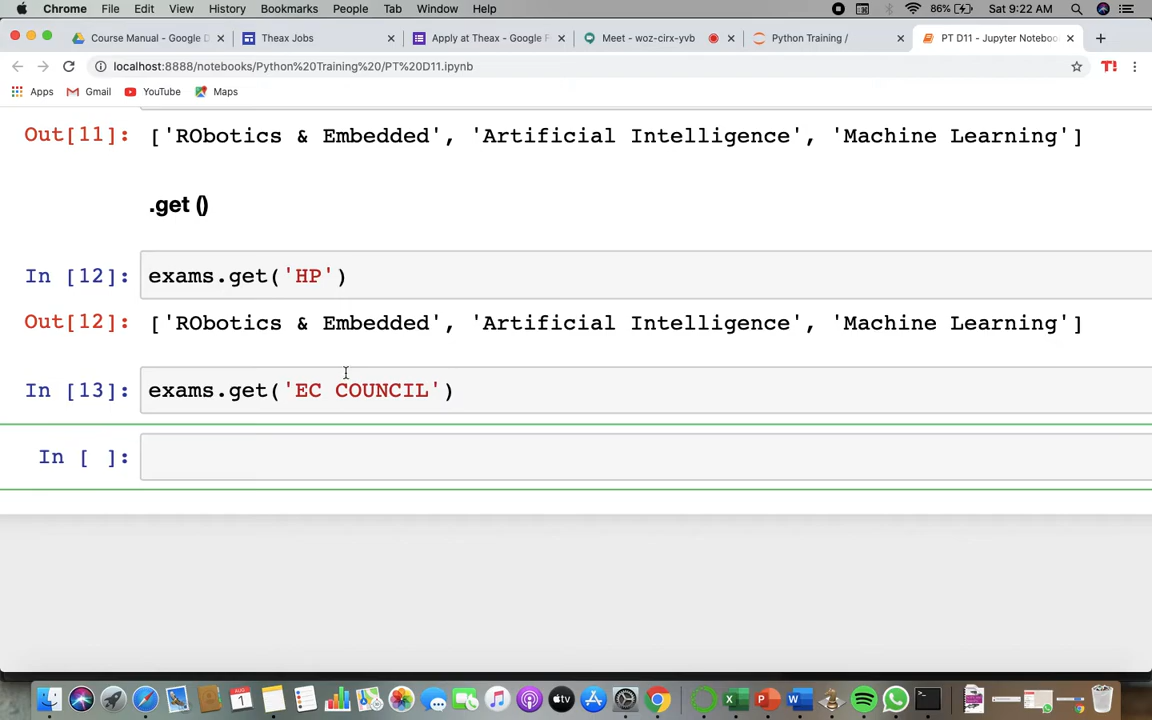 Chrome File Edit View History Bookmarks People Tab Window Help 86% Sat 9:22 AM
Course Manual - Google D Theax Jobs Apply at Theax - Google F Meet - woz-cirx-yvb Python Training / PT D11 - Jupyter Noteboo
localhost:8888/notebooks/Python%20Training%20/PT%20D11.ipynb
Apps Gmail YouTube Maps
Out[11]: ['RObotics & Embedded', 'Artificial Intelligence', 'Machine Learning']
.get ()
In [12]: exams.get('HP')
Out[12]: ['RObotics & Embedded', 'Artificial Intelligence', 'Machine Learning']
In [13]: exams.get('EC COUNCIL')
In [ ]: